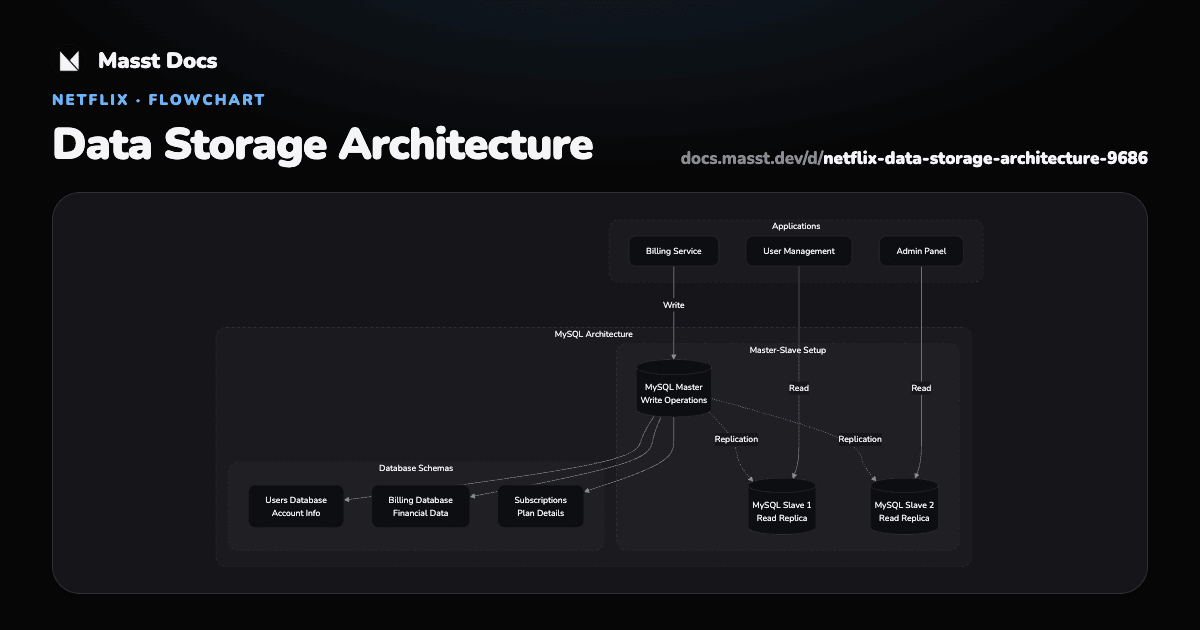 Masst Docs
NETFLIX · FLOWCHART
Data Storage Architecture
docs.masst.dev/d/netflix-data-storage-architecture-9686
Applications
Billing Service
User Management
Admin Panel
Write
MySQL Architecture
Master-Slave Setup
MySQL Master
Write Operations
Read
Read
Replication
Replication
Database Schemas
Users Database
Account Info
Billing Database
Financial Data
Subscriptions
Plan Details
MySQL Slave 1
Read Replica
MySQL Slave 2
Read Replica